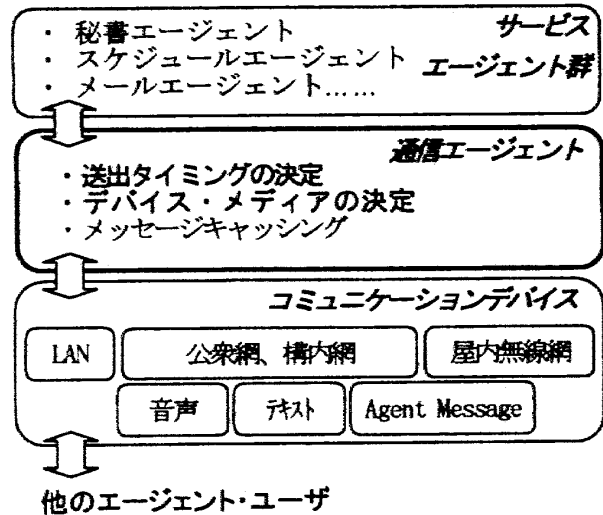 サービス
エージェント群
・ 秘書エージェント
・ スケジュールエージェント
・ メールエージェント……
通信エージェント
・送出タイミングの決定
・デバイス・メディアの決定
・メッセージキャッシング
コミュニケーションデバイス
LAN
公衆網、構内網
屋内無線網
音声
テキスト
Agent Message
他のエージェント・ユーザ